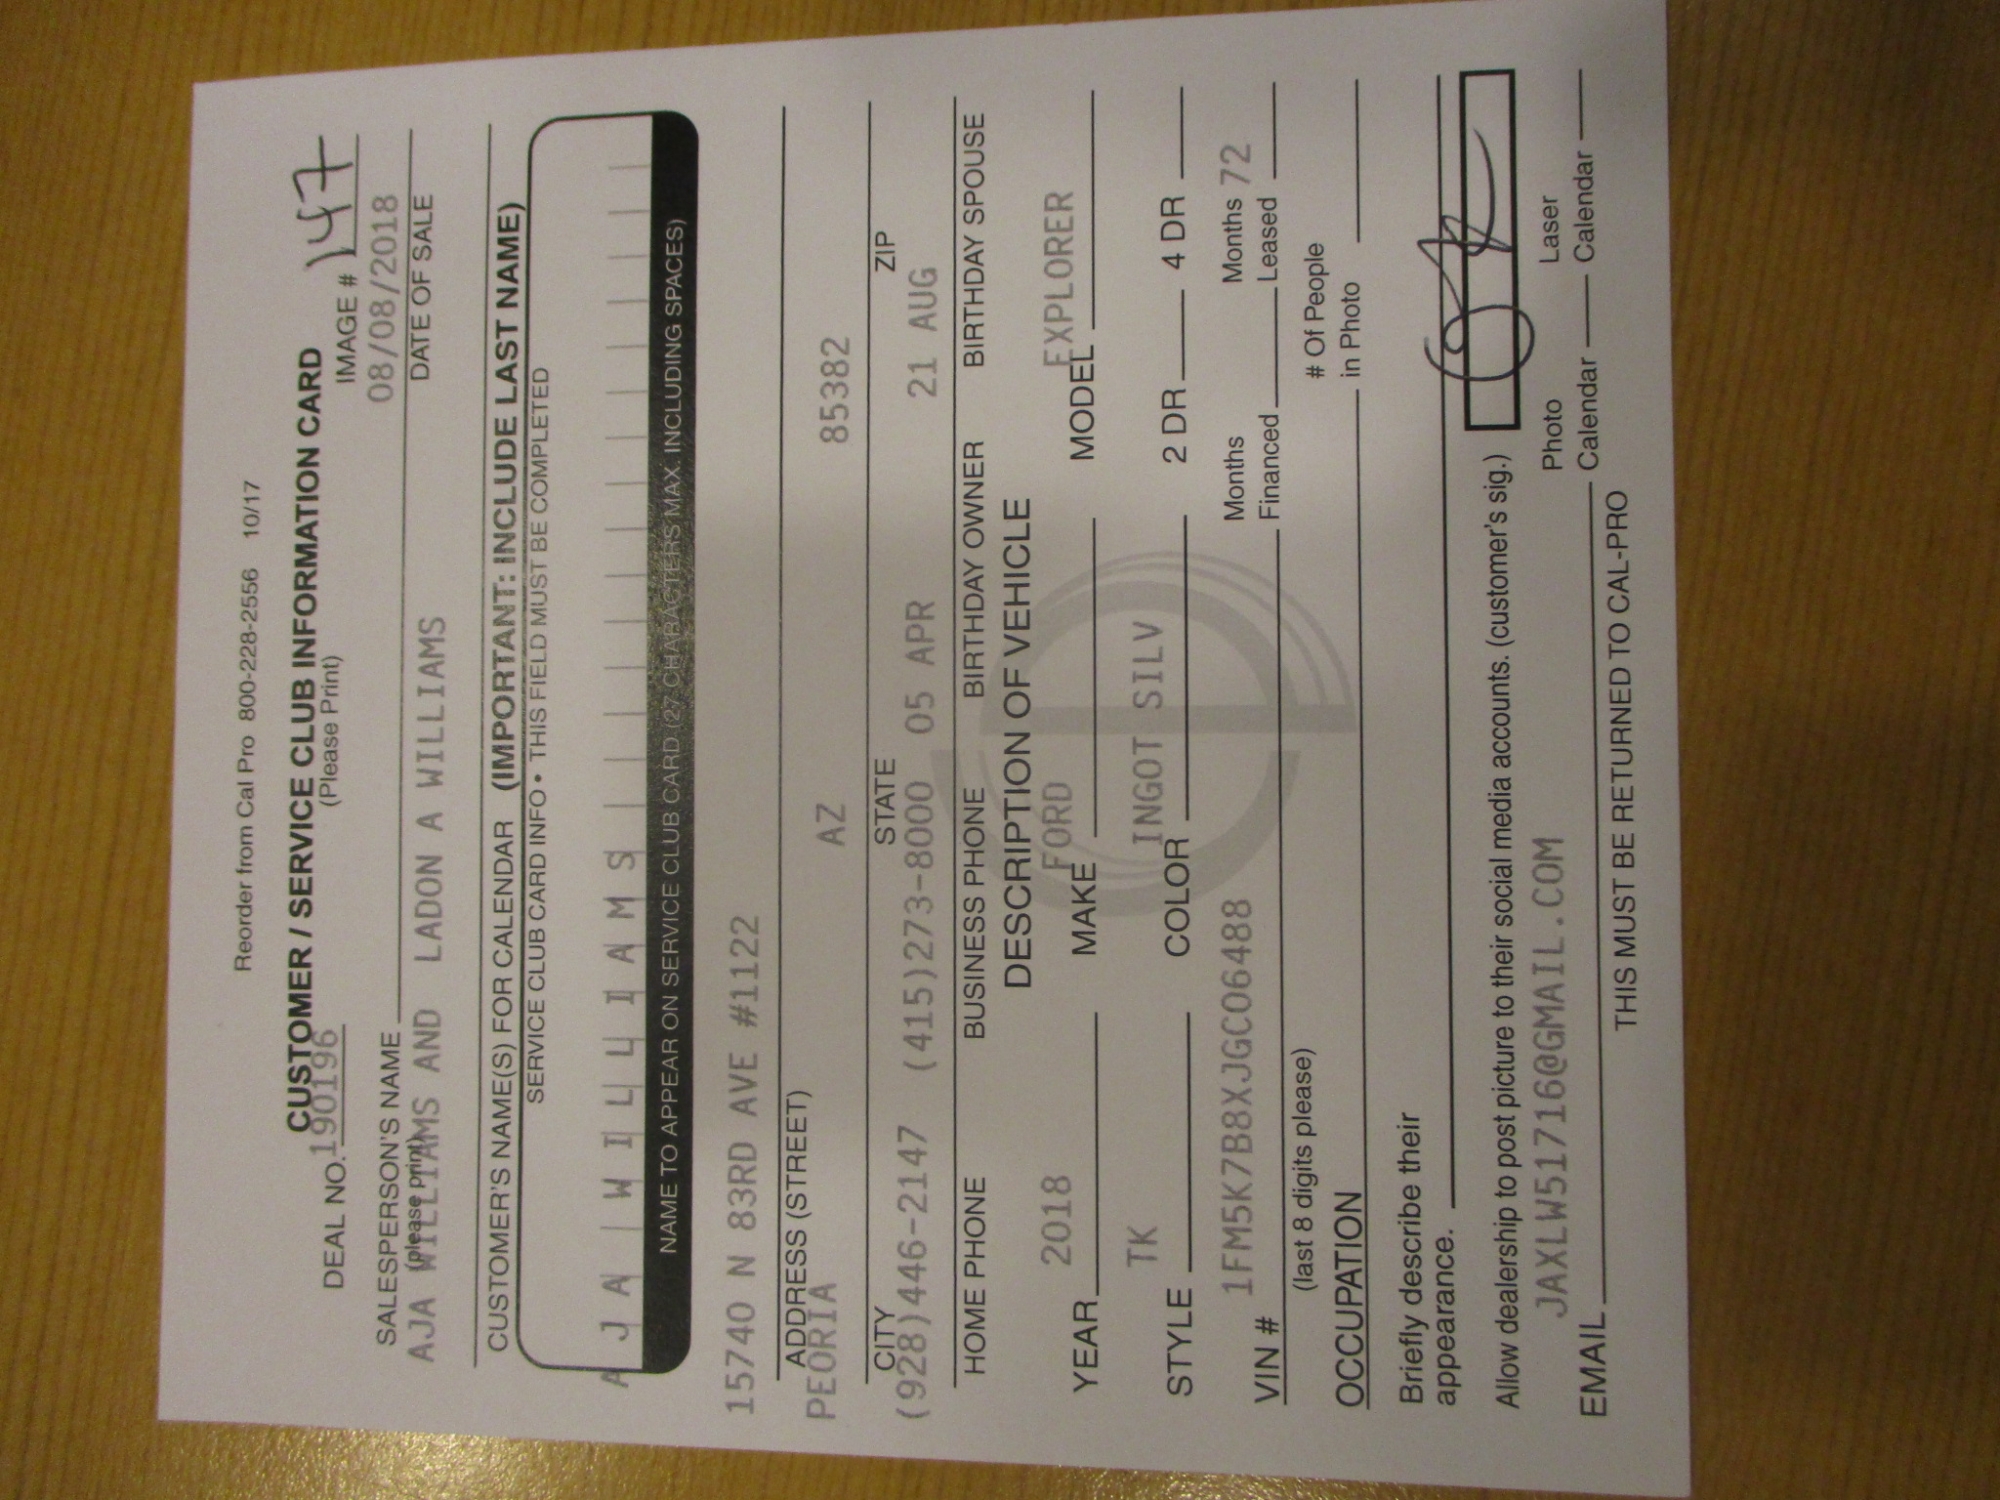 Reorder from Cal Pro 800-228-2556 10/17
CUSTOMER / SERVICE CLUB INFORMATION CARD
(Please Print)
DEAL NO. 190196 IMAGE # 147
08/08/2018
SALESPERSON'S NAME DATE OF SALE
(please print)
AJA WILLIAMS AND LADON A WILLIAMS
CUSTOMER'S NAME(S) FOR CALENDAR (IMPORTANT: INCLUDE LAST NAME)
SERVICE CLUB CARD INFO • THIS FIELD MUST BE COMPLETED
A J A W I L L I A M S
NAME TO APPEAR ON SERVICE CLUB CARD (27 CHARACTERS MAX. INCLUDING SPACES)
15740 N 83RD AVE #1122
ADDRESS (STREET)
PEORIA AZ 85382
CITY STATE ZIP
(928)446-2147 (415)273-8000 05 APR 21 AUG
HOME PHONE BUSINESS PHONE BIRTHDAY OWNER BIRTHDAY SPOUSE
DESCRIPTION OF VEHICLE
2018 FORD EXPLORER
YEAR MAKE MODEL
TK INGOT SILV
STYLE COLOR 2 DR 4 DR
VIN # 1FM5K7B8XJGC06488 Months Financed Months Leased 72
(last 8 digits please)
OCCUPATION # Of People in Photo
Briefly describe their
appearance.
Allow dealership to post picture to their social media accounts. (customer's sig.)
JAXLW51716@GMAIL.COM
EMAIL Photo Calendar Laser Calendar
THIS MUST BE RETURNED TO CAL-PRO